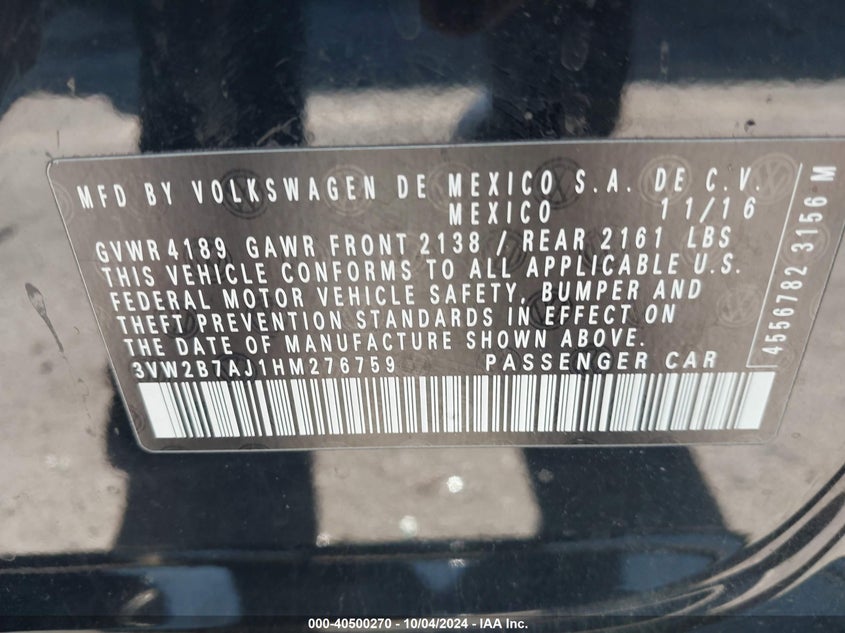 MFD BY VOLKSWAGEN DE MEXICO S.A. DE C.V.
MEXICO 11/16
GVWR 4189 GAWR FRONT 2138 / REAR 2161 LBS
THIS VEHICLE CONFORMS TO ALL APPLICABLE U.S.
FEDERAL MOTOR VEHICLE SAFETY, BUMPER AND
THEFT PREVENTION STANDARDS IN EFFECT ON
THE DATE OF MANUFACTURE SHOWN ABOVE.
3VW2B7AJ1HM276759 PASSENGER CAR
4556782 3156 M
000-40500270 - 10/04/2024 - IAA Inc.